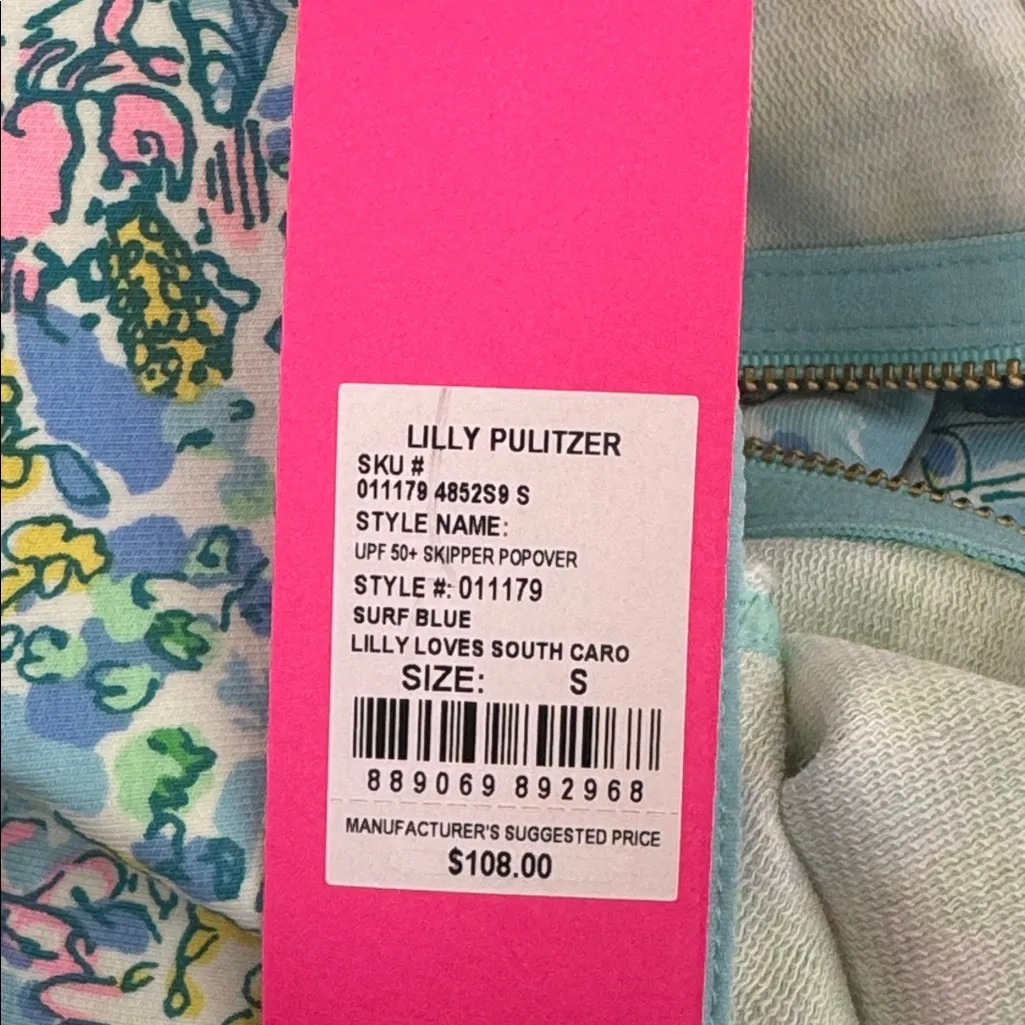 LILLY PULITZER
SKU #
011179 4852S9 S
STYLE NAME:
UPF 50+ SKIPPER POPOVER
STYLE #: 011179
SURF BLUE
LILLY LOVES SOUTH CARO
SIZE: S
889069 892968
MANUFACTURER'S SUGGESTED PRICE
$108.00